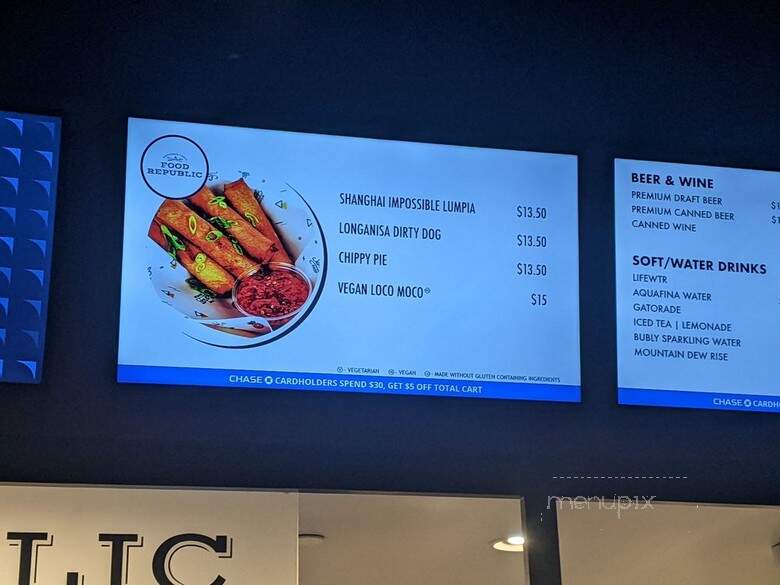 FOOD
REPUBLIC
SHANGHAI IMPOSSIBLE LUMPIA $13.50
LONGANISA DIRTY DOG $13.50
CHIPPY PIE $13.50
VEGAN LOCO MOCO $15
- VEGETARIAN - VEGAN - MADE WITHOUT GLUTEN CONTAINING INGREDIENTS
CHASE CARDHOLDERS SPEND $30, GET $5 OFF TOTAL CART
BEER & WINE
PREMIUM DRAFT BEER
PREMIUM CANNED BEER
CANNED WINE
SOFT/WATER DRINKS
LIFEWTR
AQUAFINA WATER
GATORADE
ICED TEA | LEMONADE
BUBLY SPARKLING WATER
MOUNTAIN DEW RISE
CHASE CARDH
LIC
menupix